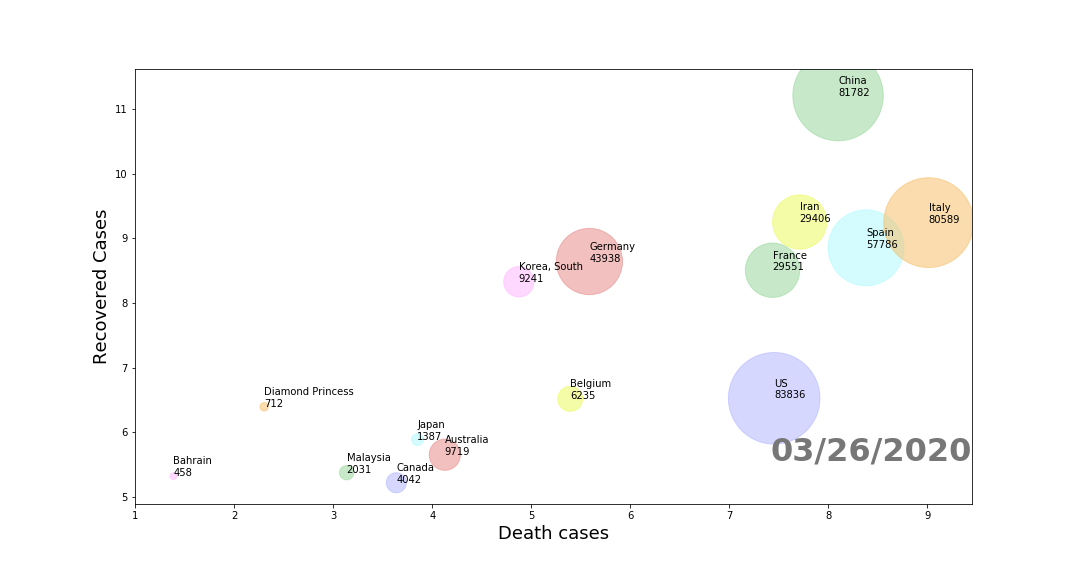 China
81782
11
10
Iran
29406
Italy
80589
9
Spain
57786
Germany
43938
France
29551
Korea, South
9241
8
7
US
83836
Belgium
6235
Diamond Princess
712
6
Japan
1387
Australia
9719
03/26/2020
Malaysia
2031
Bahrain
458
Canada
4042
5
Recovered Cases
1 2 3 4 5 6 7 8 9
Death cases